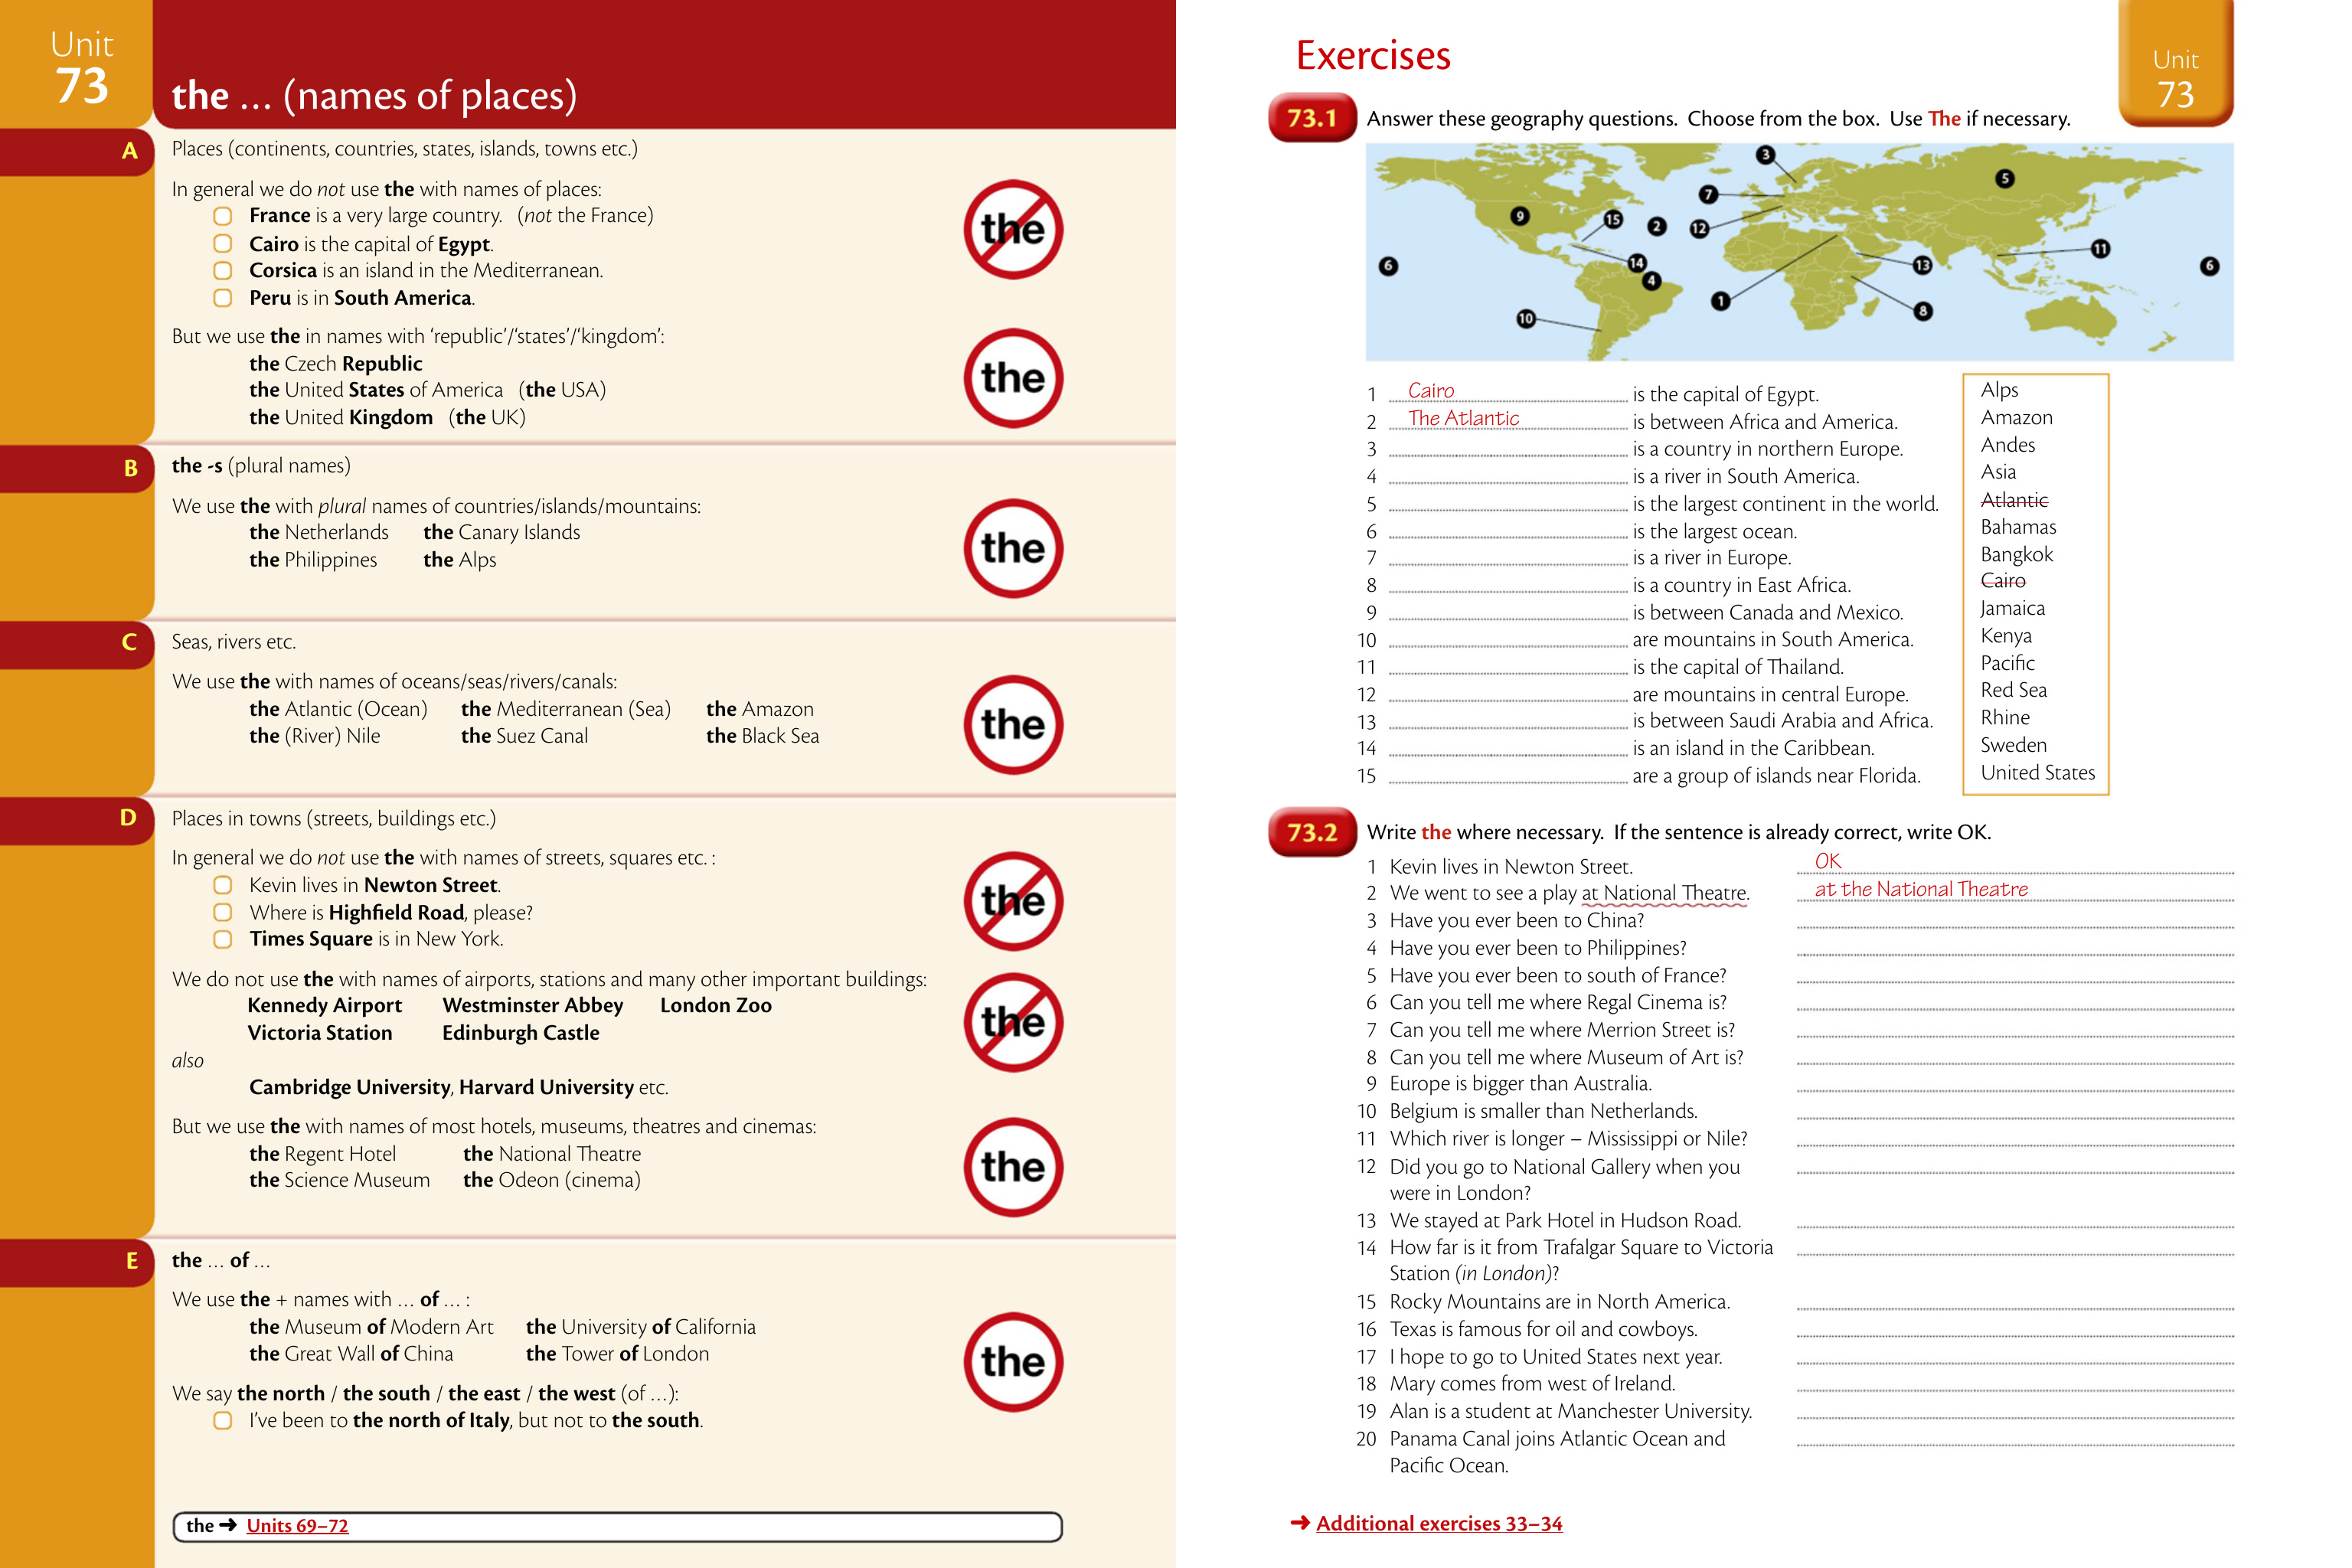 Unit
73
the ... (names of places)
A
Places (continents, countries, states, islands, towns etc.)
In general we do not use the with names of places:
France is a very large country. (not the France)
Cairo is the capital of Egypt.
Corsica is an island in the Mediterranean.
Peru is in South America.
the
But we use the in names with ‘republic’/‘states’/‘kingdom’:
the Czech Republic
the United States of America (the USA)
the United Kingdom (the UK)
the
B
the -s (plural names)
We use the with plural names of countries/islands/mountains:
the Netherlands the Canary Islands
the Philippines the Alps
the
C
Seas, rivers etc.
We use the with names of oceans/seas/rivers/canals:
the Atlantic (Ocean) the Mediterranean (Sea) the Amazon
the (River) Nile the Suez Canal the Black Sea
the
D
Places in towns (streets, buildings etc.)
In general we do not use the with names of streets, squares etc. :
Kevin lives in Newton Street.
Where is Highfield Road, please?
Times Square is in New York.
the
We do not use the with names of airports, stations and many other important buildings:
Kennedy Airport Westminster Abbey London Zoo
Victoria Station Edinburgh Castle
also
Cambridge University, Harvard University etc.
the
But we use the with names of most hotels, museums, theatres and cinemas:
the Regent Hotel the National Theatre
the Science Museum the Odeon (cinema)
the
E
the ... of ...
We use the + names with ... of ... :
the Museum of Modern Art the University of California
the Great Wall of China the Tower of London
the
We say the north / the south / the east / the west (of ...):
I’ve been to the north of Italy, but not to the south.
the ➜ Units 69–72
Exercises
Unit
73
73.1 Answer these geography questions. Choose from the box. Use The if necessary.
3
5
7
9
15
2
12
11
6
14
13
6
4
1
8
10
1 Cairo is the capital of Egypt.
2 The Atlantic is between Africa and America.
3 is a country in northern Europe.
4 is a river in South America.
5 is the largest continent in the world.
6 is the largest ocean.
7 is a river in Europe.
8 is a country in East Africa.
9 is between Canada and Mexico.
10 are mountains in South America.
11 is the capital of Thailand.
12 are mountains in central Europe.
13 is between Saudi Arabia and Africa.
14 is an island in the Caribbean.
15 are a group of islands near Florida.
Alps
Amazon
Andes
Asia
Atlantic
Bahamas
Bangkok
Cairo
Jamaica
Kenya
Pacific
Red Sea
Rhine
Sweden
United States
73.2 Write the where necessary. If the sentence is already correct, write OK.
1 Kevin lives in Newton Street. OK
2 We went to see a play at National Theatre. at the National Theatre
3 Have you ever been to China?
4 Have you ever been to Philippines?
5 Have you ever been to south of France?
6 Can you tell me where Regal Cinema is?
7 Can you tell me where Merrion Street is?
8 Can you tell me where Museum of Art is?
9 Europe is bigger than Australia.
10 Belgium is smaller than Netherlands.
11 Which river is longer – Mississippi or Nile?
12 Did you go to National Gallery when you
were in London?
13 We stayed at Park Hotel in Hudson Road.
14 How far is it from Trafalgar Square to Victoria
Station (in London)?
15 Rocky Mountains are in North America.
16 Texas is famous for oil and cowboys.
17 I hope to go to United States next year.
18 Mary comes from west of Ireland.
19 Alan is a student at Manchester University.
20 Panama Canal joins Atlantic Ocean and
Pacific Ocean.
➜ Additional exercises 33–34